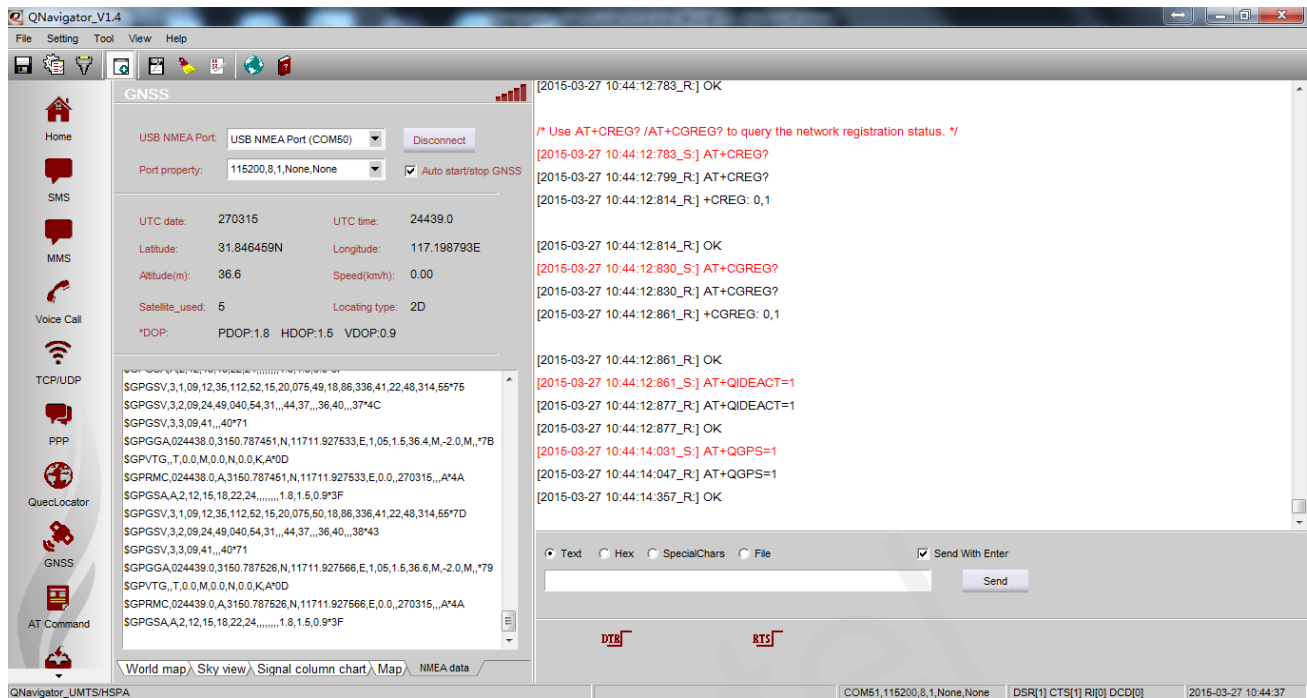 QNavigator_V1.4
File Setting Tool View Help
Home
SMS
MMS
Voice Call
TCP/UDP
PPP
QuecLocator
GNSS
AT Command
GNSS
USB NMEA Port: USB NMEA Port (COM50) Disconnect
Port property: 115200,8,1,None,None Auto start/stop GNSS
UTC date: 270315 UTC time: 24439.0
Latitude: 31.846459N Longitude: 117.198793E
Altitude(m): 36.6 Speed(km/h): 0.00
Satellite_used: 5 Locating type: 2D
*DOP: PDOP:1.8 HDOP:1.5 VDOP:0.9
$GPGSV,3,1,09,12,35,112,52,15,20,075,49,18,86,336,41,22,48,314,55*75
$GPGSV,3,2,09,24,49,040,54,31,,,44,37,,,36,40,,,37*4C
$GPGSV,3,3,09,41,,,40*71
$GPGGA,024438.0,3150.787451,N,11711.927533,E,1,05,1.5,36.4,M,-2.0,M,,*7B
$GPVTG,,T,0.0,M,0.0,N,0.0,K,A*0D
$GPRMC,024438.0,A,3150.787451,N,11711.927533,E,0.0,,270315,,,A*4A
$GPGSA,A,2,12,15,18,22,24,,,,,,,,1.8,1.5,0.9*3F
$GPGSV,3,1,09,12,35,112,52,15,20,075,50,18,86,336,41,22,48,314,55*7D
$GPGSV,3,2,09,24,49,040,54,31,,,44,37,,,36,40,,,38*43
$GPGSV,3,3,09,41,,,40*71
$GPGGA,024439.0,3150.787526,N,11711.927566,E,1,05,1.5,36.6,M,-2.0,M,,*79
$GPVTG,,T,0.0,M,0.0,N,0.0,K,A*0D
$GPRMC,024439.0,A,3150.787526,N,11711.927566,E,0.0,,270315,,,A*4A
$GPGSA,A,2,12,15,18,22,24,,,,,,,,1.8,1.5,0.9*3F
World map Sky view Signal column chart Map NMEA data
[2015-03-27 10:44:12:783_R:] OK
/* Use AT+CREG? /AT+CGREG? to query the network registration status. */
[2015-03-27 10:44:12:783_S:] AT+CREG?
[2015-03-27 10:44:12:799_R:] AT+CREG?
[2015-03-27 10:44:12:814_R:] +CREG: 0,1
[2015-03-27 10:44:12:814_R:] OK
[2015-03-27 10:44:12:830_S:] AT+CGREG?
[2015-03-27 10:44:12:830_R:] AT+CGREG?
[2015-03-27 10:44:12:861_R:] +CGREG: 0,1
[2015-03-27 10:44:12:861_R:] OK
[2015-03-27 10:44:12:861_S:] AT+QIDEACT=1
[2015-03-27 10:44:12:877_R:] AT+QIDEACT=1
[2015-03-27 10:44:12:877_R:] OK
[2015-03-27 10:44:14:031_S:] AT+QGPS=1
[2015-03-27 10:44:14:047_R:] AT+QGPS=1
[2015-03-27 10:44:14:357_R:] OK
Text Hex SpecialChars File Send With Enter
Send
DTR RTS
QNavigator_UMTS/HSPA COM51,115200,8,1,None,None DSR[1] CTS[1] RI[0] DCD[0] 2015-03-27 10:44:37